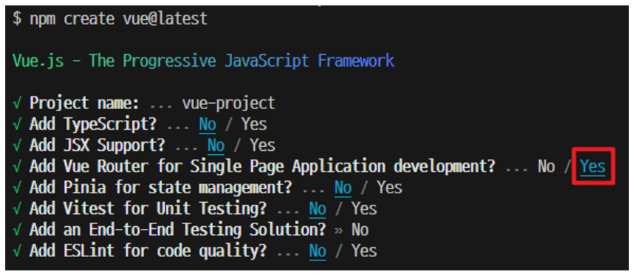 $ npm create vue@latest
Vue.js - The Progressive JavaScript Framework
√ Project name: ... vue-project
√ Add TypeScript? ... No / Yes
√ Add JSX Support? ... No / Yes
√ Add Vue Router for Single Page Application development? ... No / Yes
√ Add Pinia for state management? ... No / Yes
√ Add Vitest for Unit Testing? ... No / Yes
√ Add an End-to-End Testing Solution? » No
√ Add ESLint for code quality? ... No / Yes